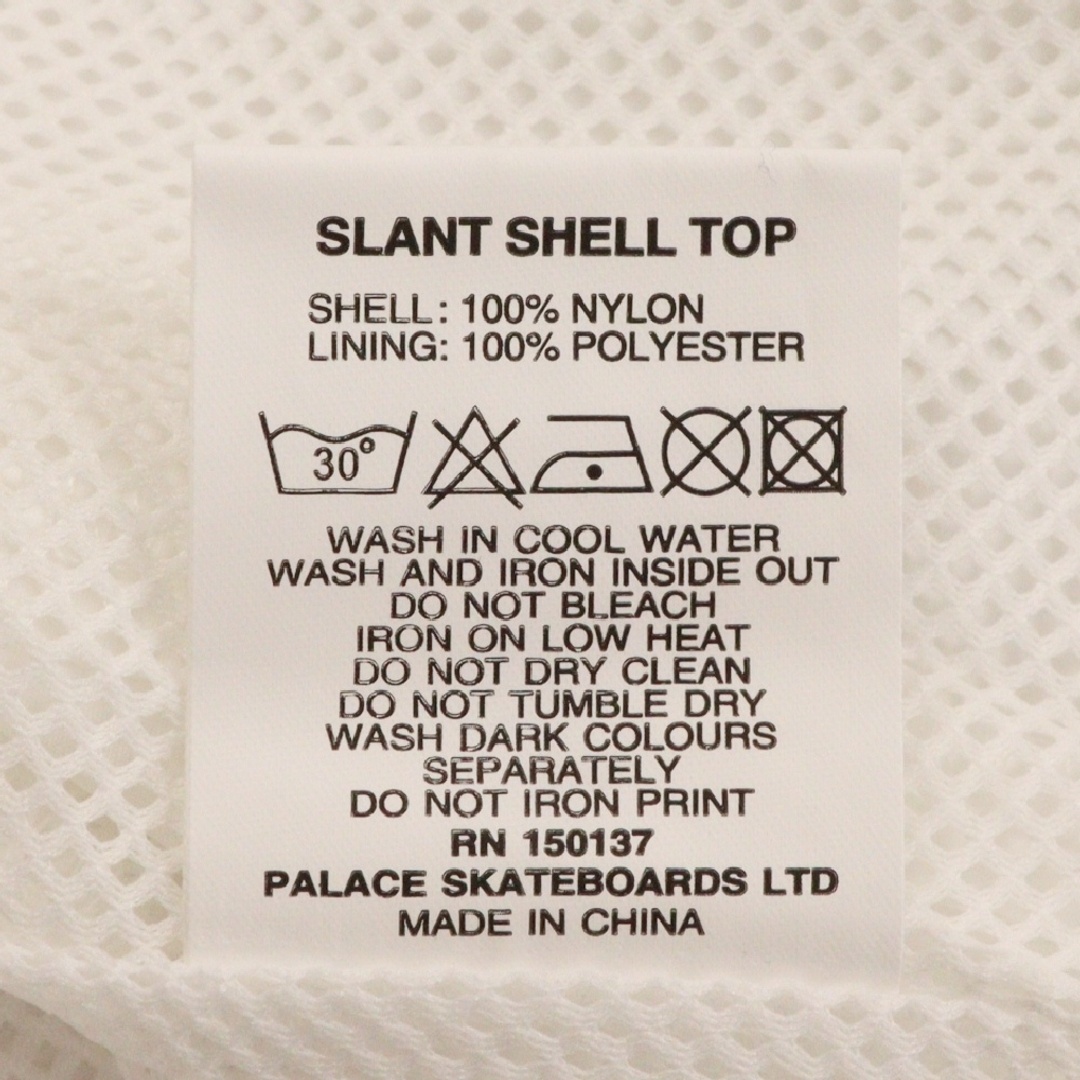 SLANT SHELL TOP
SHELL: 100% NYLON
LINING: 100% POLYESTER
30°
WASH IN COOL WATER
WASH AND IRON INSIDE OUT
DO NOT BLEACH
IRON ON LOW HEAT
DO NOT DRY CLEAN
DO NOT TUMBLE DRY
WASH DARK COLOURS
SEPARATELY
DO NOT IRON PRINT
RN 150137
PALACE SKATEBOARDS LTD
MADE IN CHINA